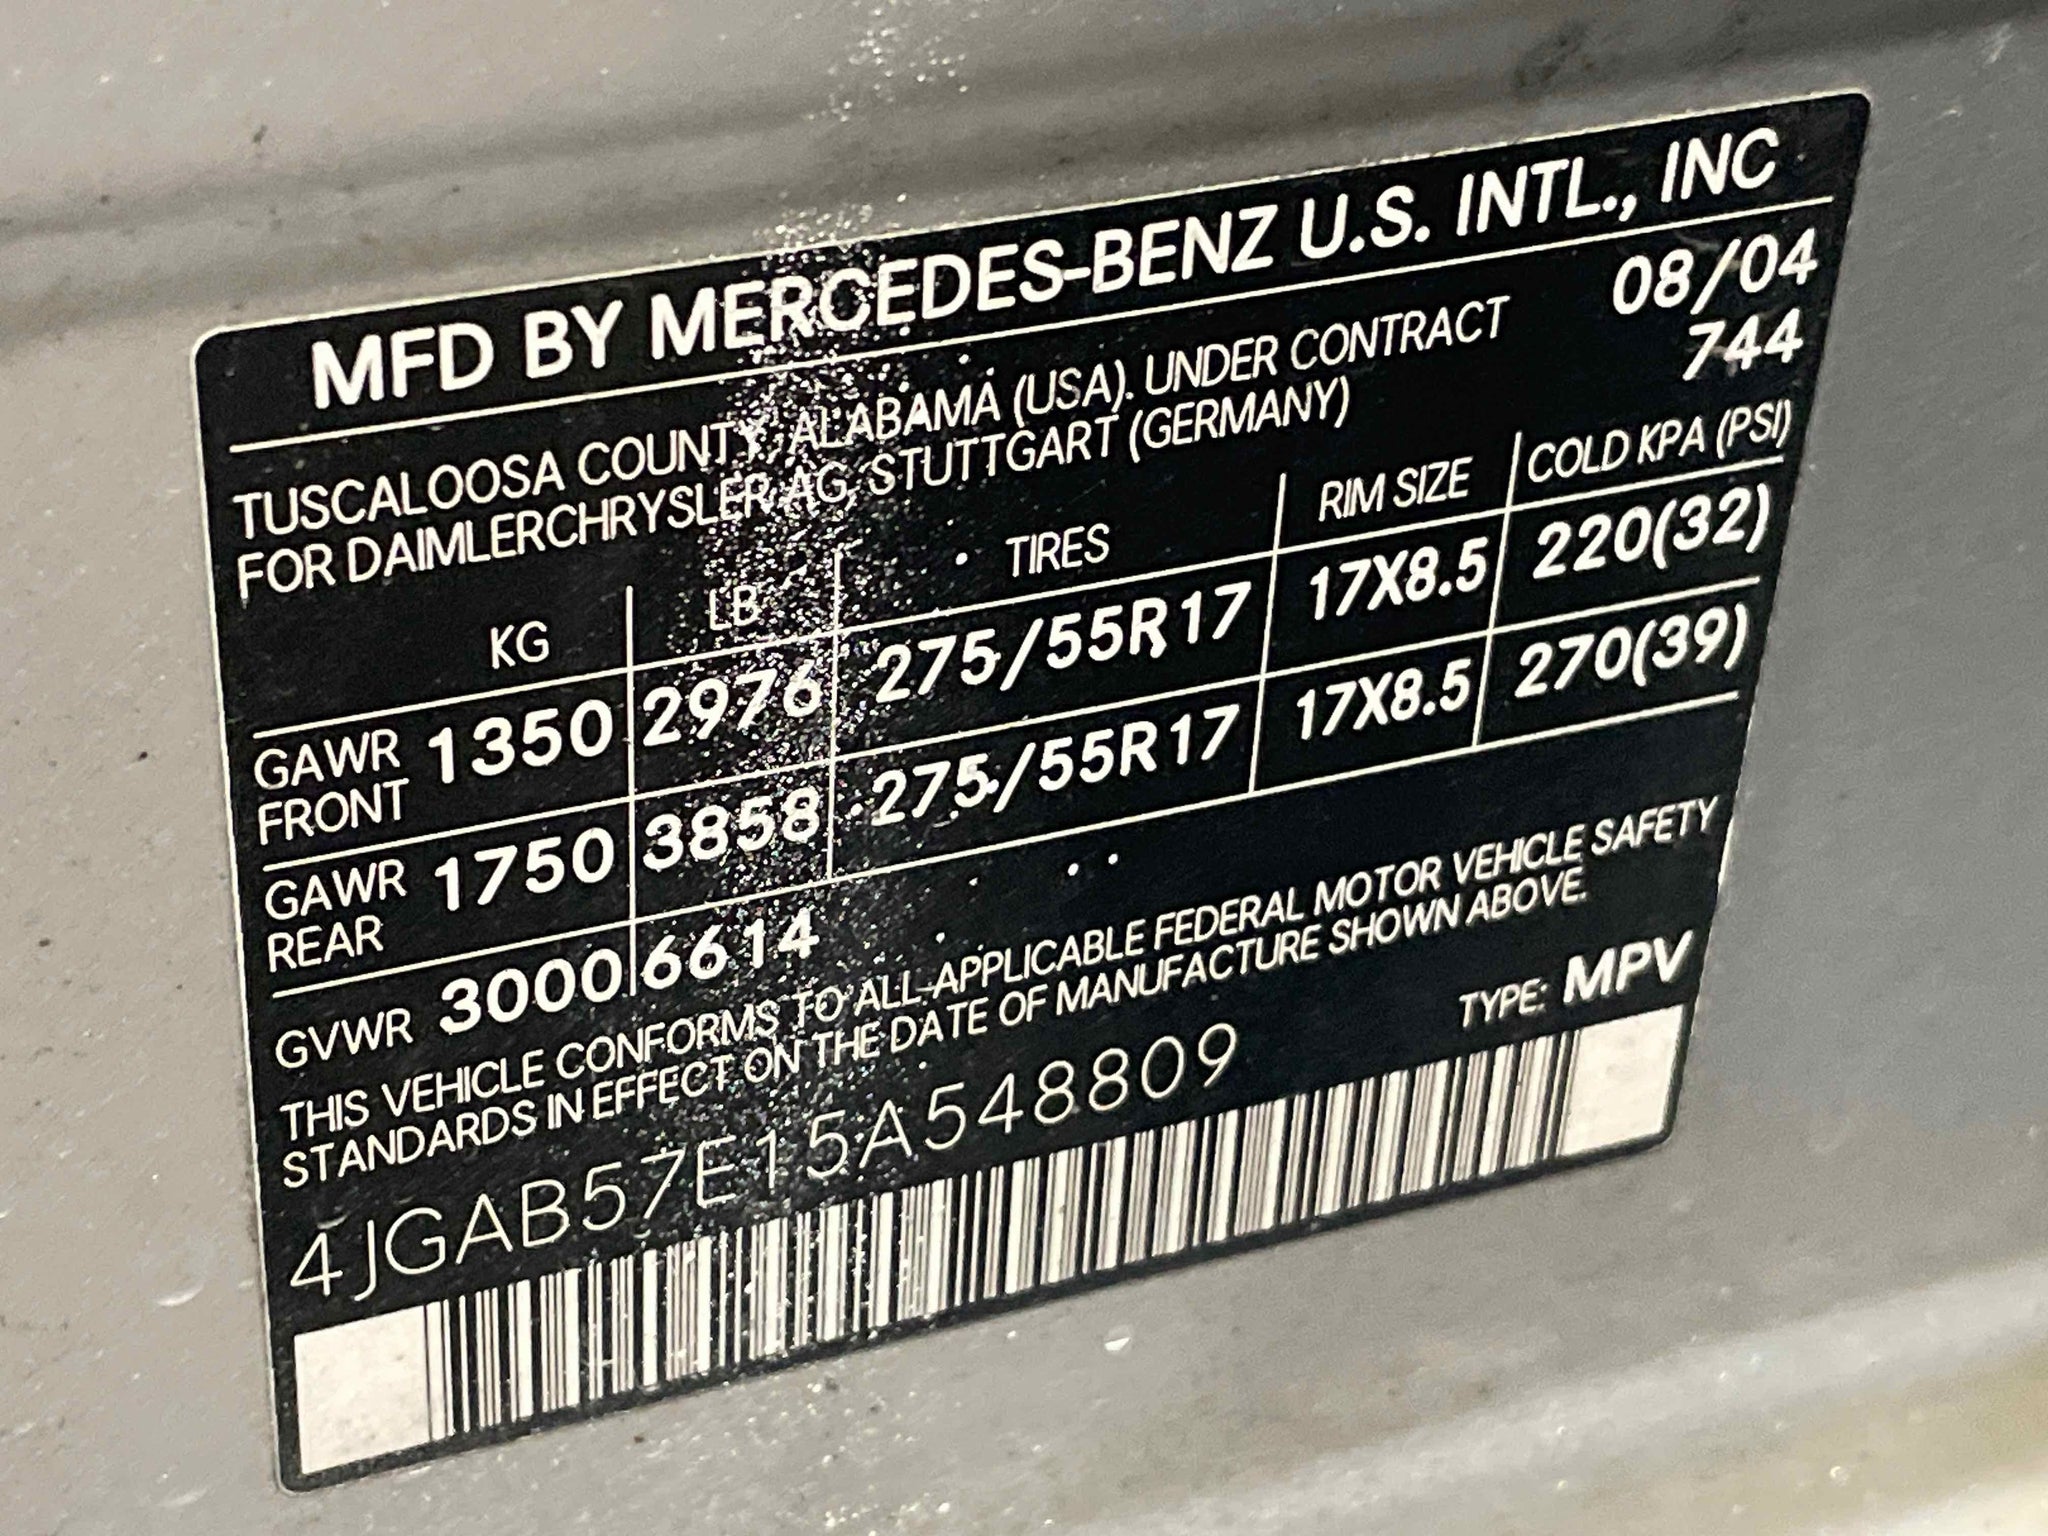 MFD BY MERCEDES-BENZ U.S. INTL., INC
TUSCALOOSA COUNTY, ALABAMA (USA). UNDER CONTRACT 08/04
FOR DAIMLERCHRYSLER AG, STUTTGART (GERMANY) 744
KG LB TIRES RIM SIZE COLD KPA (PSI)
GAWR FRONT 1350 2976 275/55R17 17X8.5 220(32)
GAWR REAR 1750 3858 275/55R17 17X8.5 270(39)
GVWR 3000 6614
THIS VEHICLE CONFORMS TO ALL APPLICABLE FEDERAL MOTOR VEHICLE SAFETY
STANDARDS IN EFFECT ON THE DATE OF MANUFACTURE SHOWN ABOVE.
4JGAB57E15A548809 TYPE: MPV